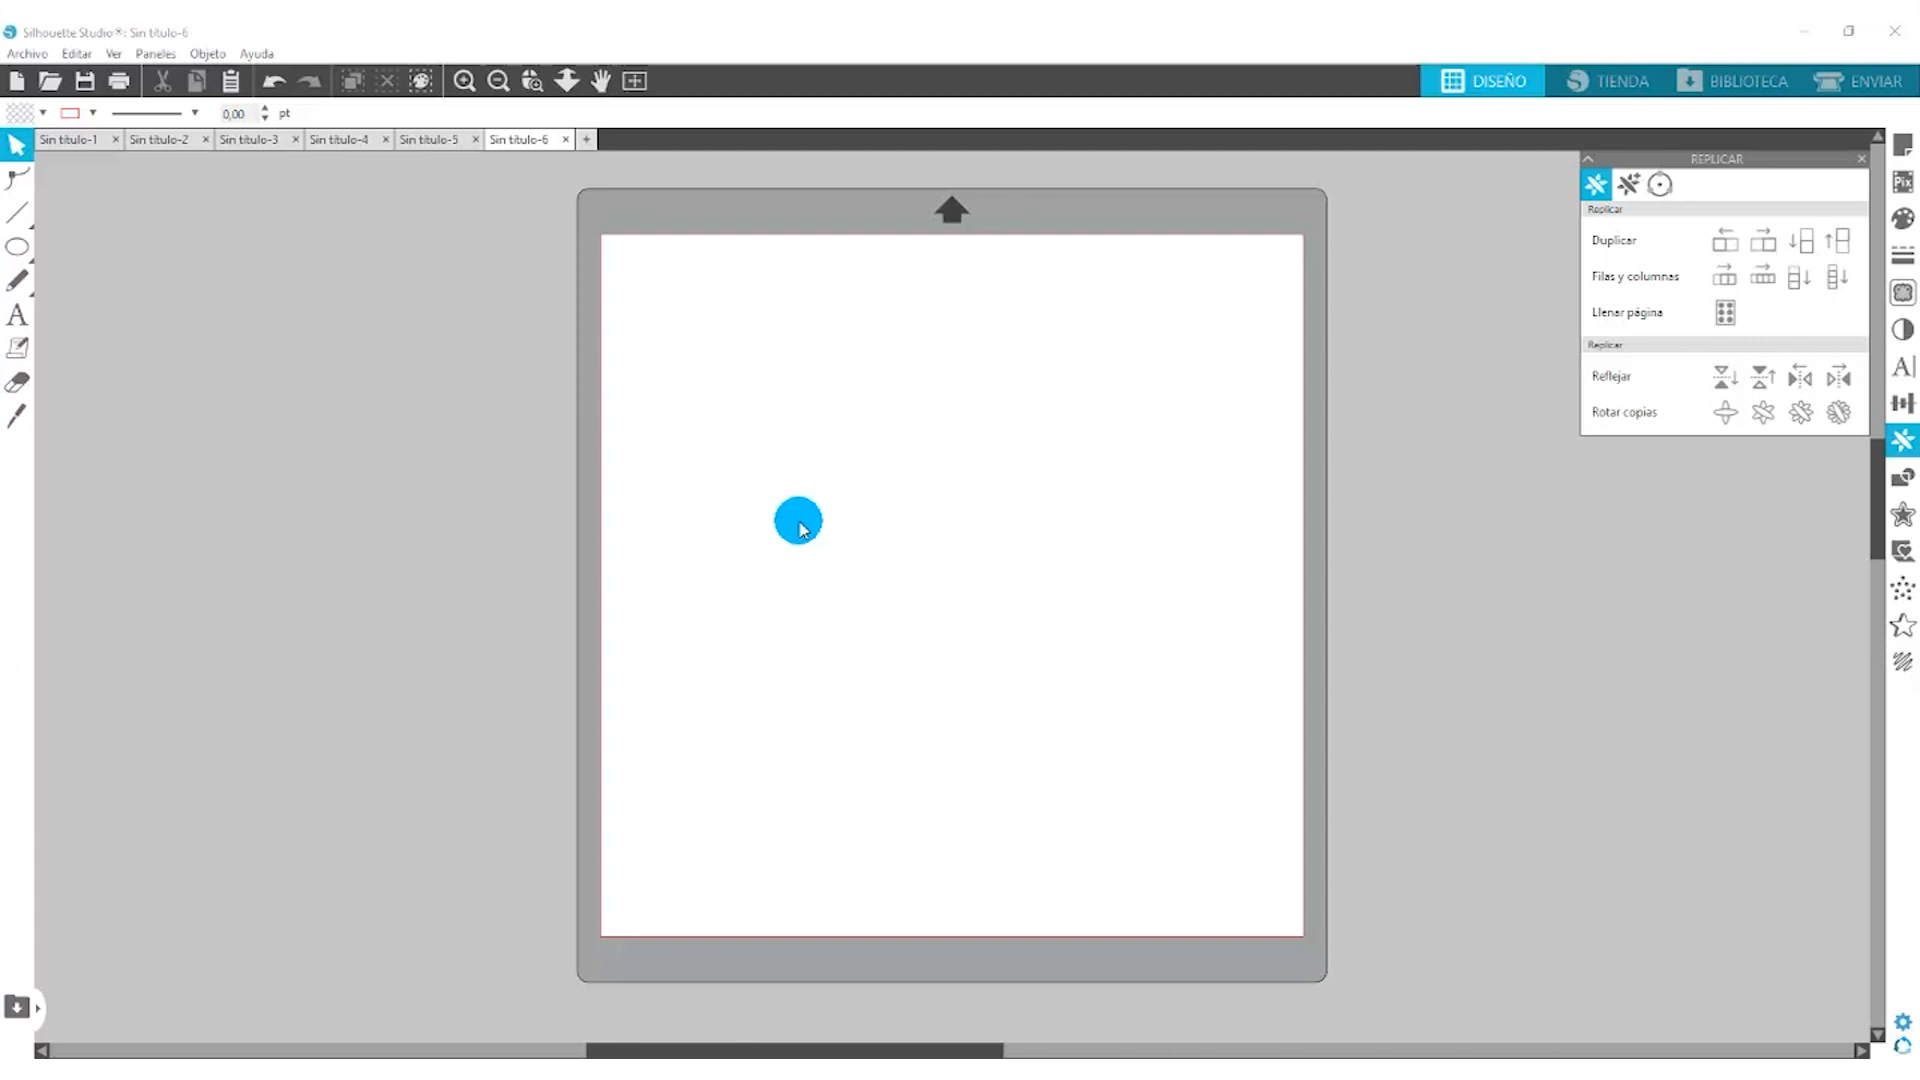 Silhouette Studio®: Sin título-6
Archivo Editar Ver Paneles Objeto Ayuda
DISEÑO TIENDA BIBLIOTECA ENVIAR
0,00 pt
Sin título-1 Sin título-2 Sin título-3 Sin título-4 Sin título-5 Sin título-6
REPLICAR
Replicar
Duplicar
Filas y columnas
Llenar página
Replicar
Reflejar
Rotar copias
Pix